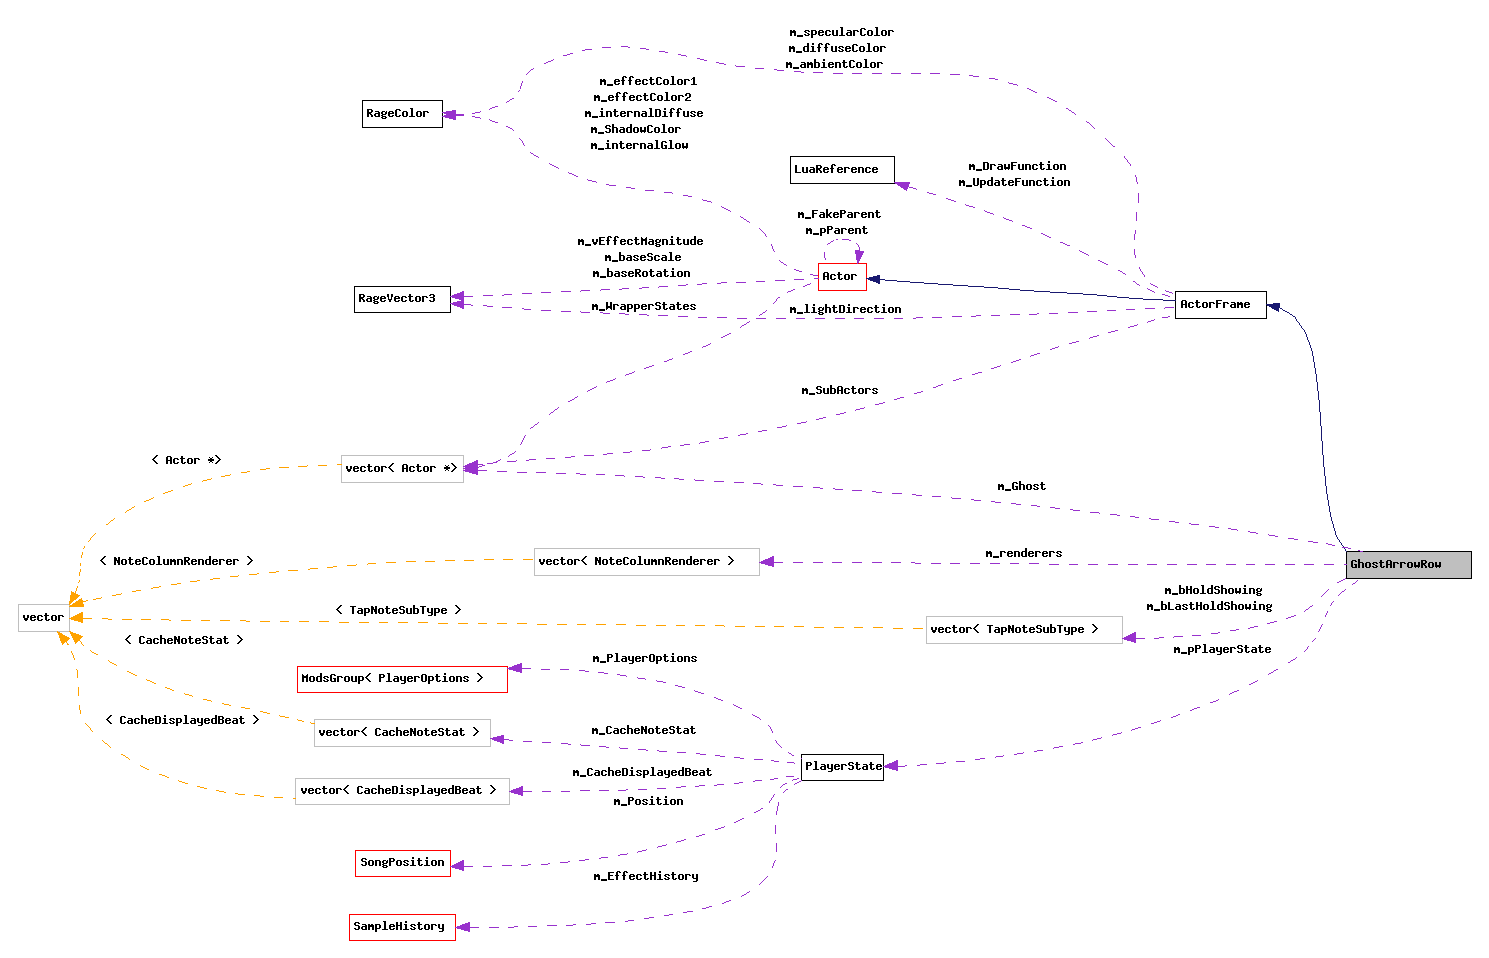 m_specularColor
m_diffuseColor
m_ambientColor
m_effectColor1
m_effectColor2
m_internalDiffuse
m_ShadowColor
m_internalGlow
RageColor
LuaReference
m_DrawFunction
m_UpdateFunction
m_FakeParent
m_pParent
m_vEffectMagnitude
m_baseScale
m_baseRotation
Actor
RageVector3
m_WrapperStates
m_lightDirection
ActorFrame
m_SubActors
< Actor *>
vector< Actor *>
m_Ghost
< NoteColumnRenderer >
vector< NoteColumnRenderer >
m_renderers
GhostArrowRow
m_bHoldShowing
m_bLastHoldShowing
< TapNoteSubType >
vector
vector< TapNoteSubType >
< CacheNoteStat >
m_pPlayerState
m_PlayerOptions
ModsGroup< PlayerOptions >
< CacheDisplayedBeat >
vector< CacheNoteStat >
m_CacheNoteStat
PlayerState
m_CacheDisplayedBeat
vector< CacheDisplayedBeat >
m_Position
SongPosition
m_EffectHistory
SampleHistory